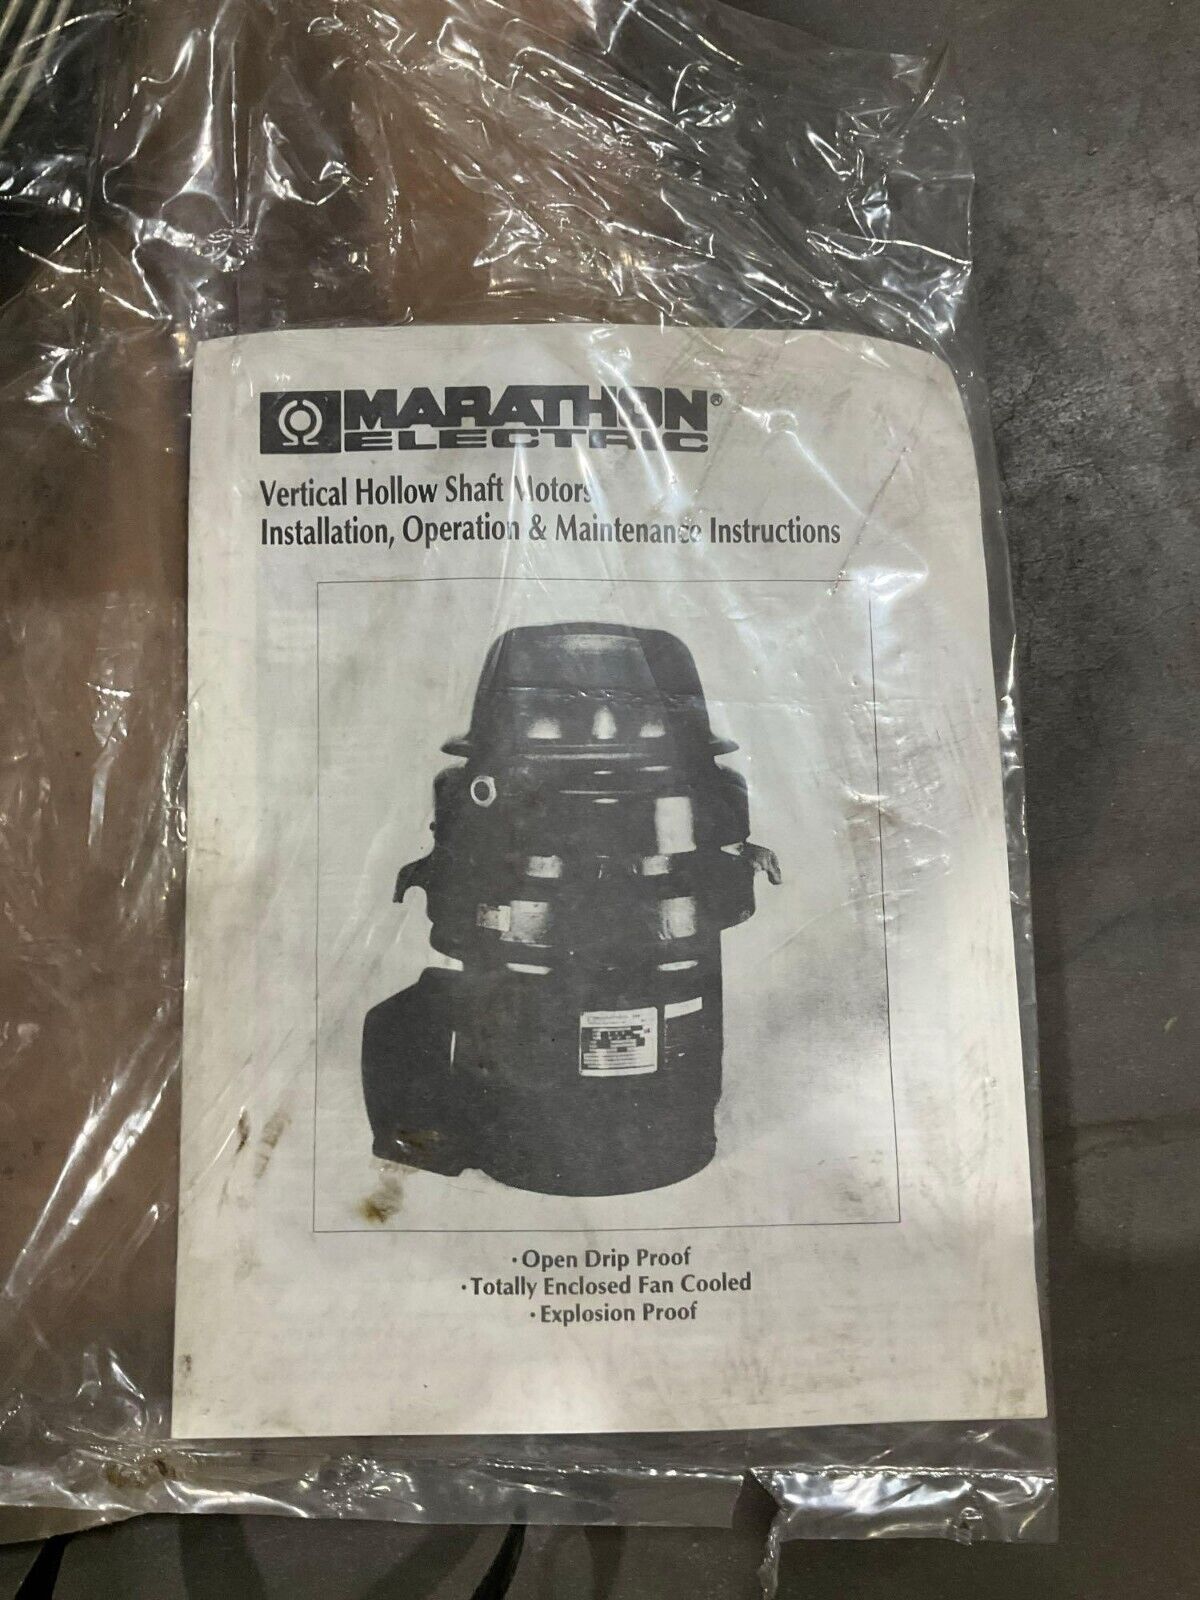 MARATHON®
ELECTRIC
Vertical Hollow Shaft Motors
Installation, Operation & Maintenance Instructions
· Open Drip Proof
· Totally Enclosed Fan Cooled
· Explosion Proof